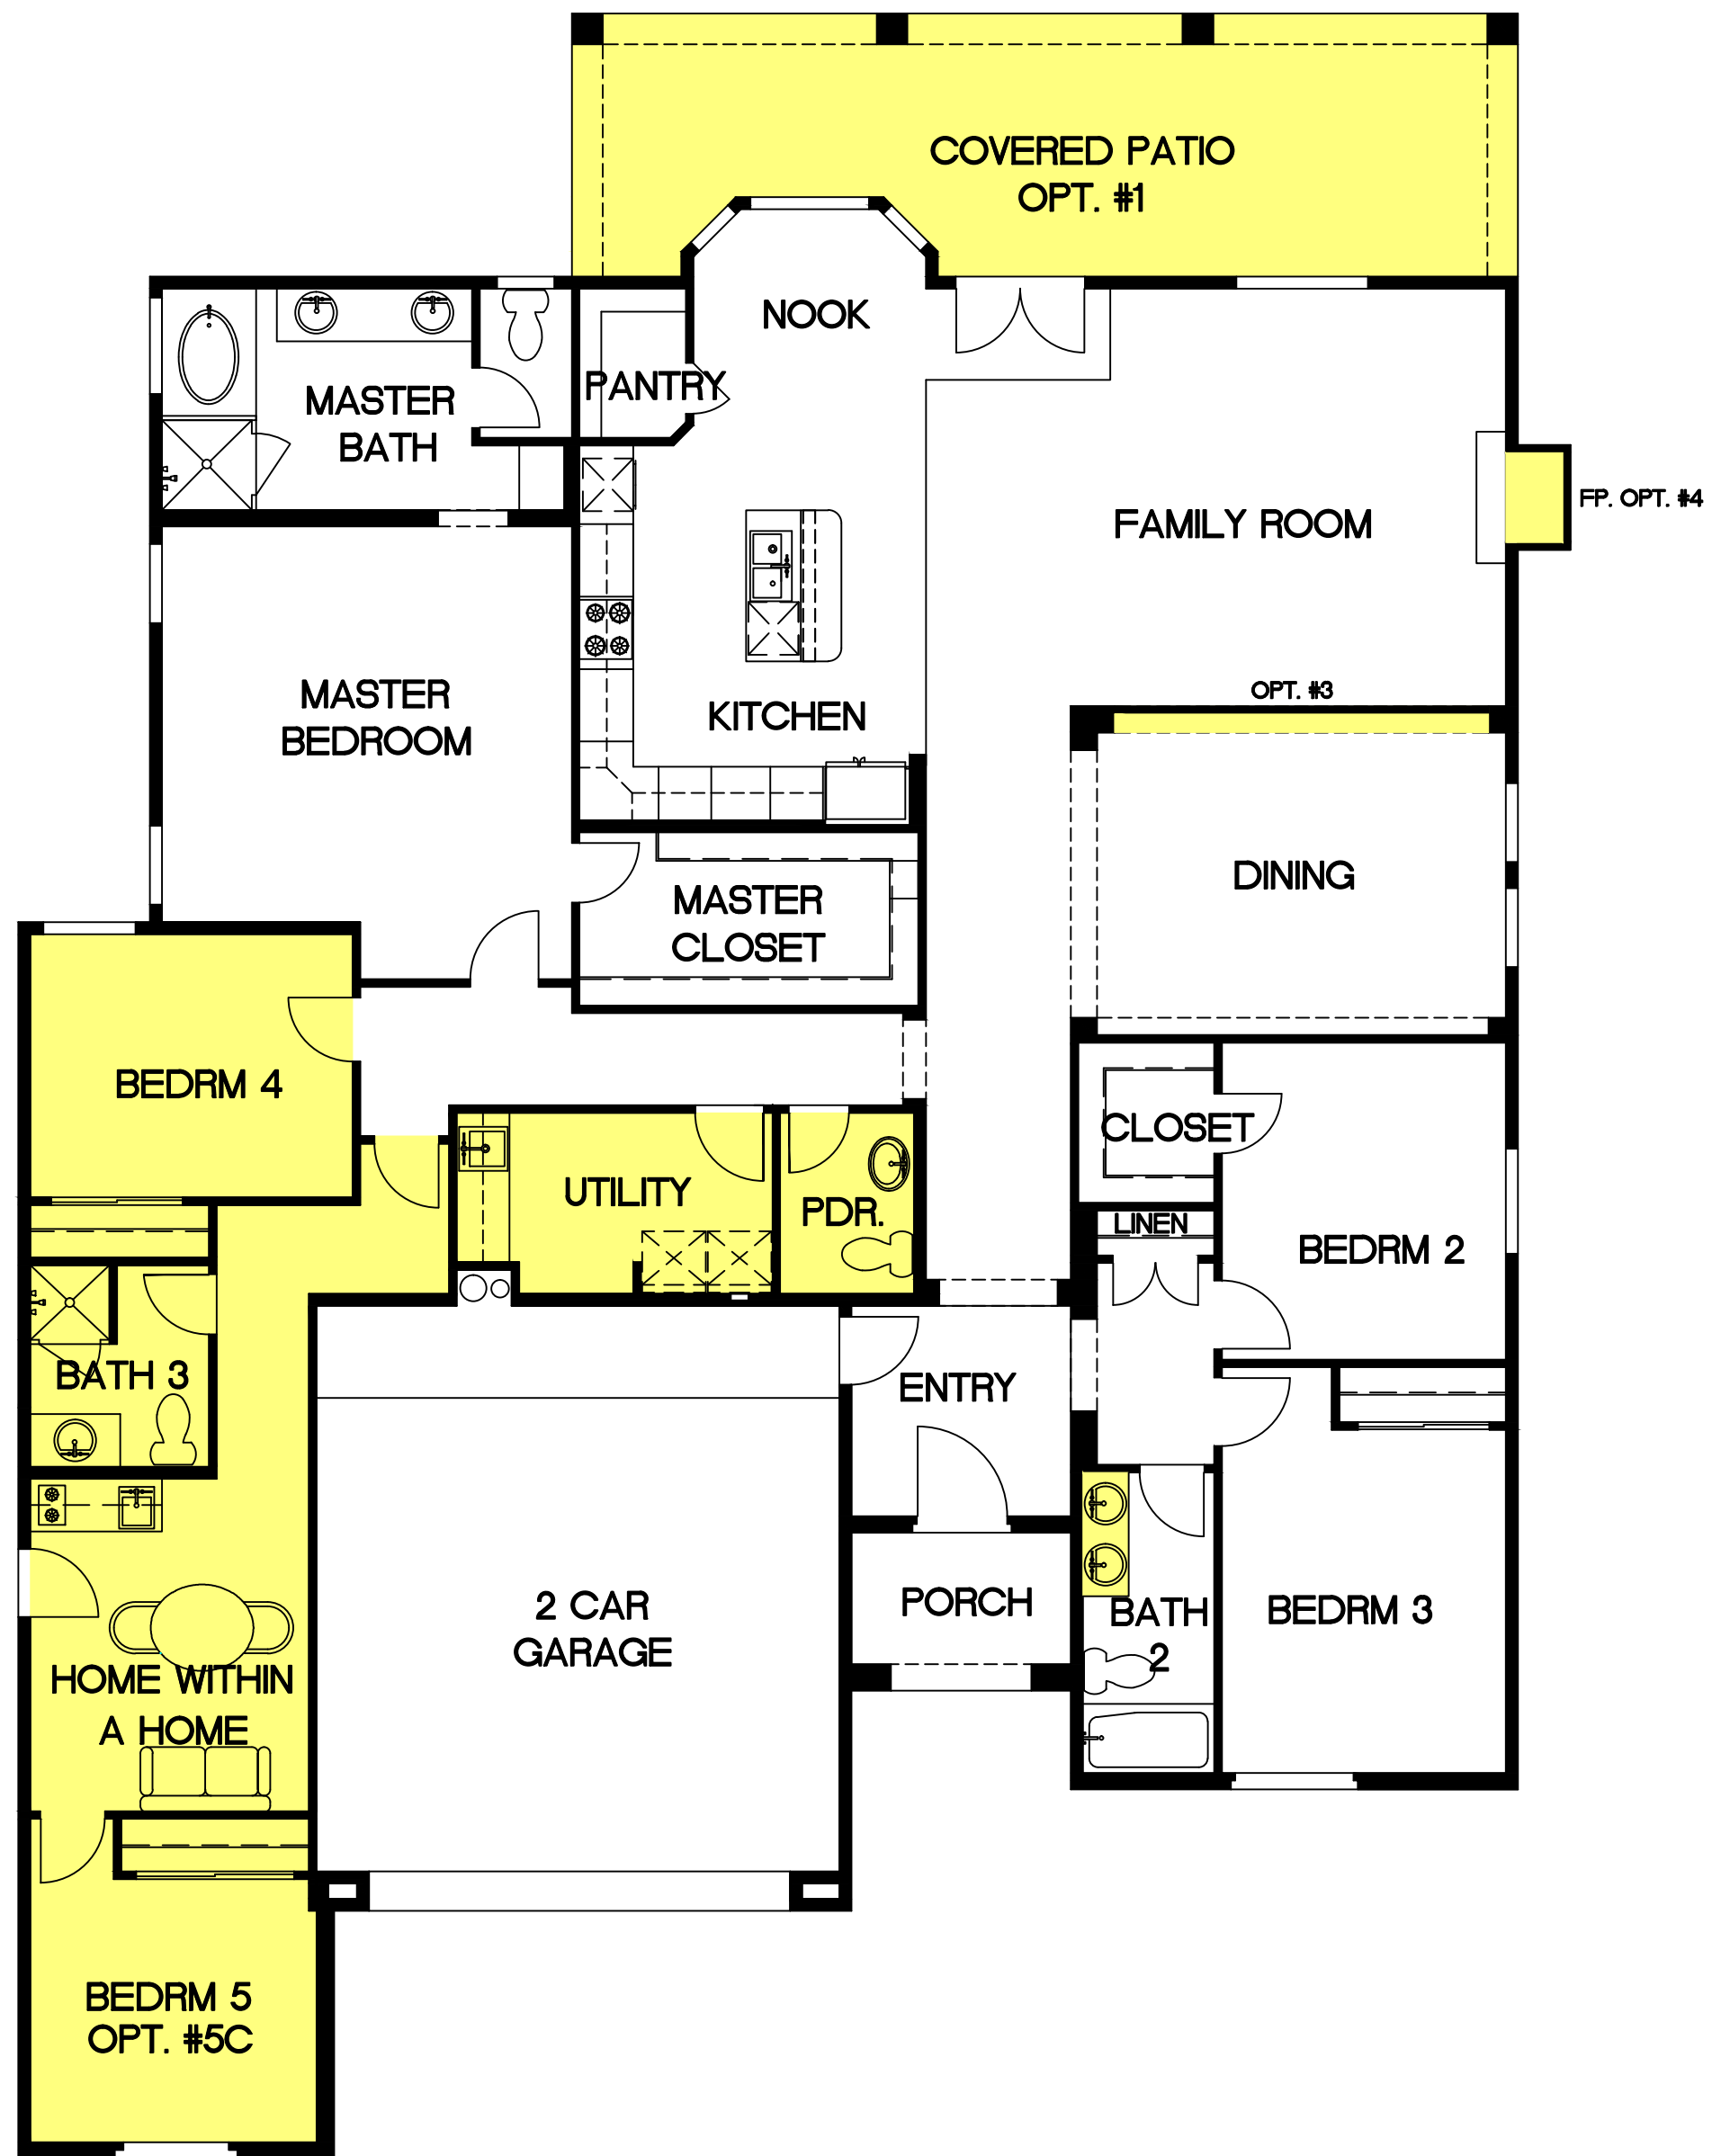 COVERED PATIO
OPT. #1
NOOK
PANTRY
MASTER
BATH
FP. OPT. #4
FAMILY ROOM
OPT. #3
MASTER
BEDROOM
KITCHEN
DINING
MASTER
CLOSET
BEDRM 4
CLOSET
UTILITY
PDR.
LINEN
BEDRM 2
BATH 3
ENTRY
2 CAR
GARAGE
PORCH
BATH
2
BEDRM 3
HOME WITHIN
A HOME
BEDRM 5
OPT. #5C